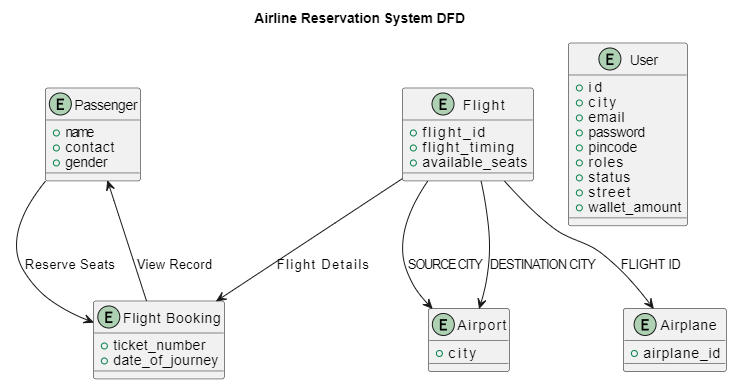 Airline Reservation System DFD
E User
id
city
email
password
pincode
roles
status
street
wallet_amount
E Passenger
name
contact
gender
E Flight
flight_id
flight_timing
available_seats
Reserve Seats
View Record
Flight Details
SOURCE CITY
DESTINATION CITY
FLIGHT ID
E Flight Booking
ticket_number
date_of_journey
E Airport
city
E Airplane
airplane_id